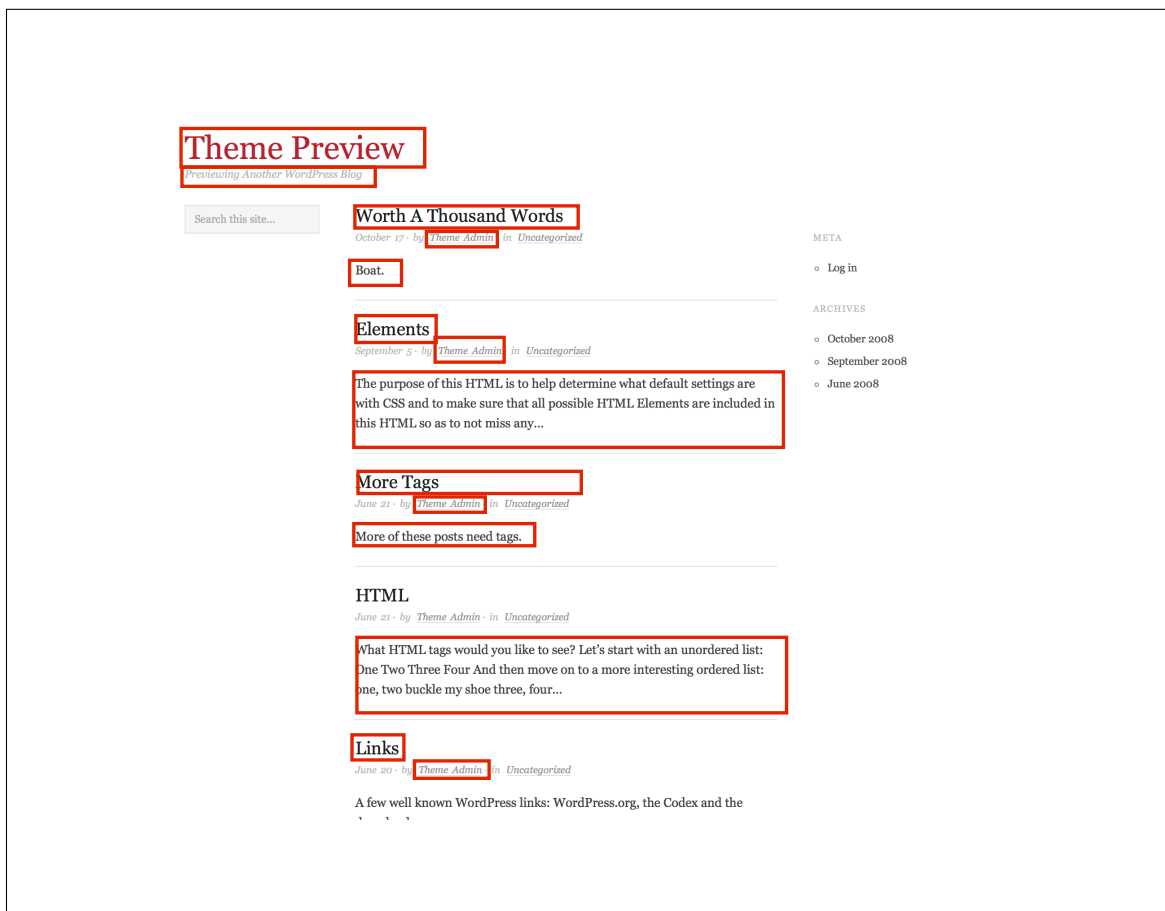 Theme Preview
Previewing Another WordPress Blog
Search this site...
Worth A Thousand Words
October 17 · by Theme Admin · in Uncategorized
Boat.
Elements
September 5 · by Theme Admin · in Uncategorized
The purpose of this HTML is to help determine what default settings are
with CSS and to make sure that all possible HTML Elements are included in
this HTML so as to not miss any...
More Tags
June 21 · by Theme Admin · in Uncategorized
More of these posts need tags.
HTML
June 21 · by Theme Admin · in Uncategorized
What HTML tags would you like to see? Let's start with an unordered list:
One Two Three Four And then move on to a more interesting ordered list:
one, two buckle my shoe three, four...
Links
June 20 · by Theme Admin · in Uncategorized
A few well known WordPress links: WordPress.org, the Codex and the
META
Log in
ARCHIVES
October 2008
September 2008
June 2008